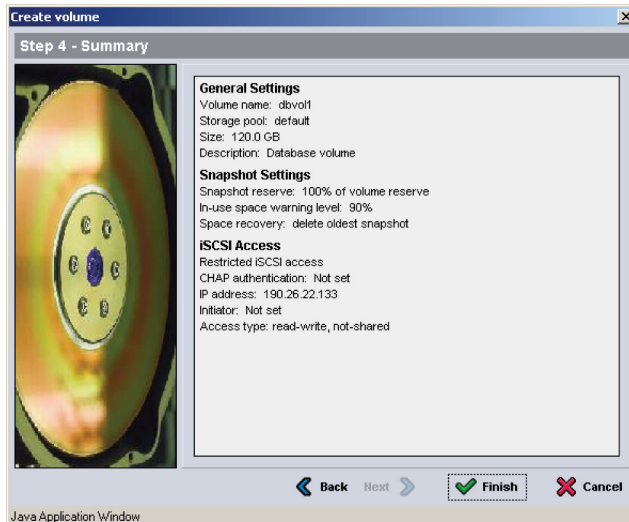 Create volume
Step 4 - Summary
General Settings
Volume name: dbvol1
Storage pool: default
Size: 120.0 GB
Description: Database volume
Snapshot Settings
Snapshot reserve: 100% of volume reserve
In-use space warning level: 90%
Space recovery: delete oldest snapshot
iSCSI Access
Restricted iSCSI access
CHAP authentication: Not set
IP address: 190.26.22.133
Initiator: Not set
Access type: read-write, not-shared
Back Next Finish Cancel
Java Application Window